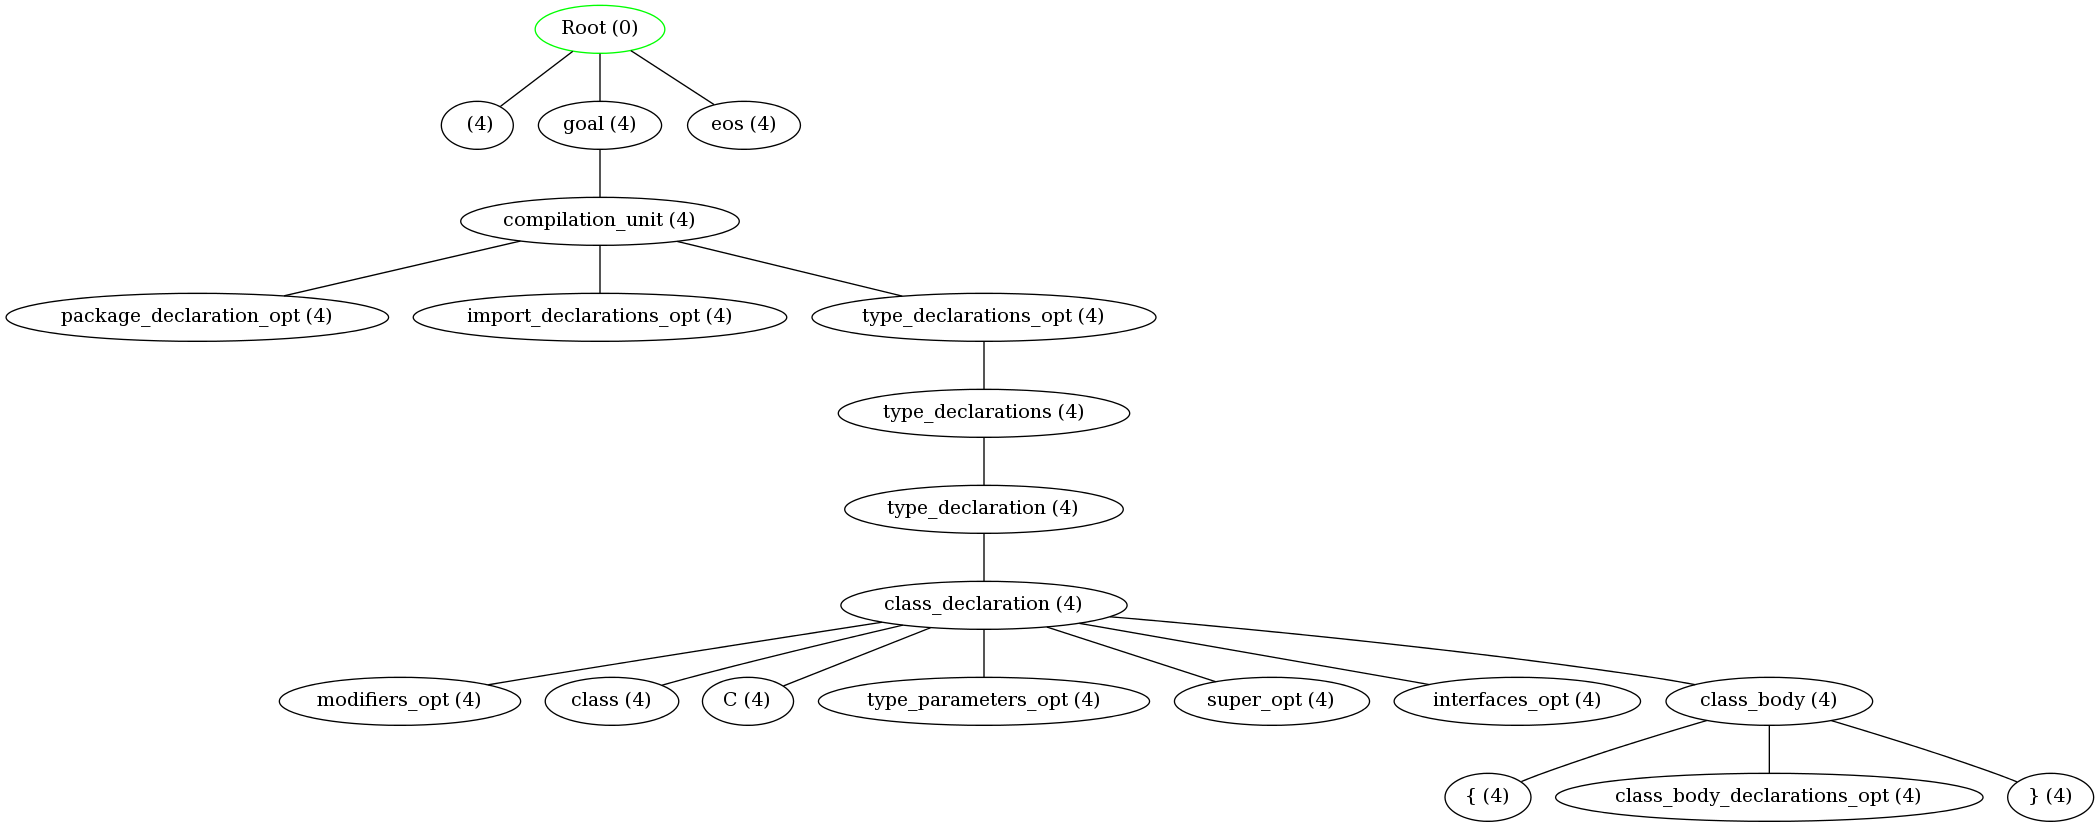 Root (0)
(4)
goal (4)
eos (4)
compilation_unit (4)
package_declaration_opt (4)
import_declarations_opt (4)
type_declarations_opt (4)
type_declarations (4)
type_declaration (4)
class_declaration (4)
modifiers_opt (4)
class (4)
C (4)
type_parameters_opt (4)
super_opt (4)
interfaces_opt (4)
class_body (4)
{ (4)
class_body_declarations_opt (4)
} (4)